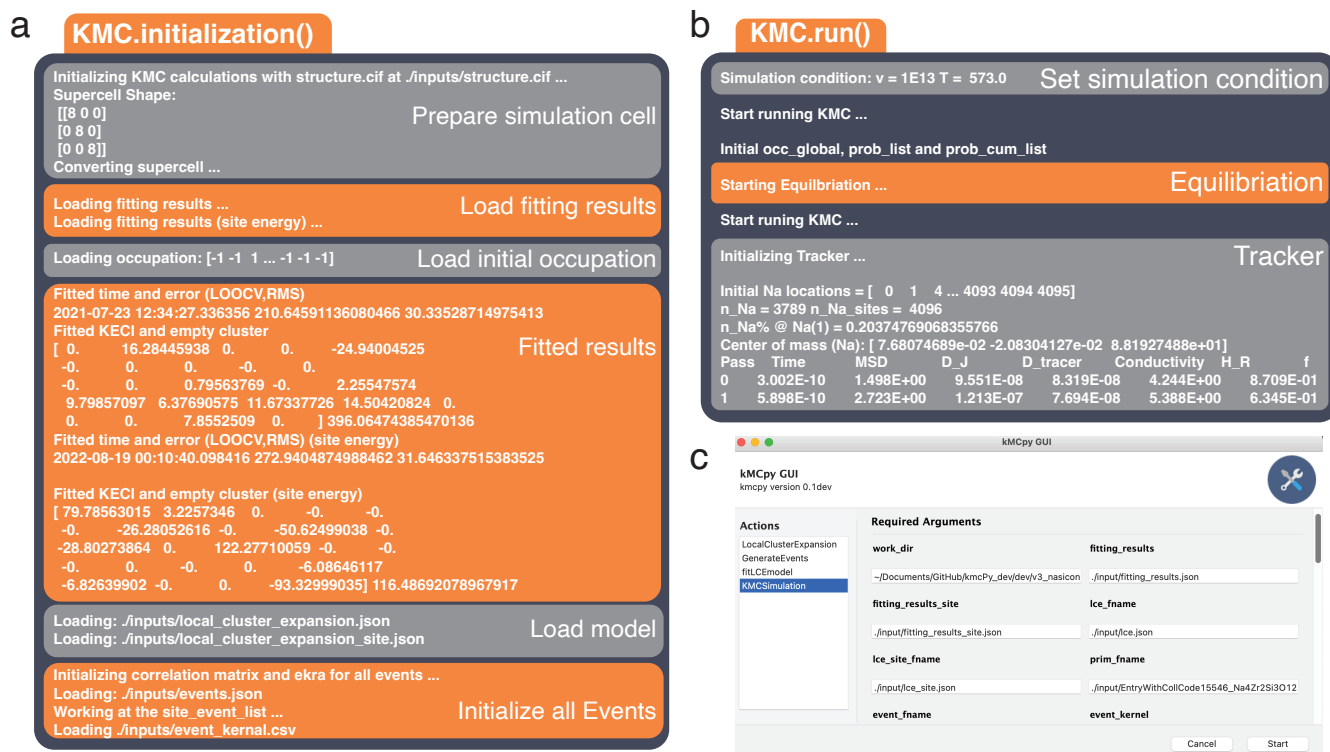 a
KMC.initialization()
Initializing KMC calculations with structure.cif at ./inputs/structure.cif ...
Supercell Shape:
[[8 0 0]
[0 8 0]
[0 0 8]]
Converting supercell ...
Prepare simulation cell
Loading fitting results ...
Loading fitting results (site energy) ...
Load fitting results
Loading occupation: [-1 -1 1 ... -1 -1 -1]
Load initial occupation
Fitted time and error (LOOCV,RMS)
2021-07-23 12:34:27.336356 210.64591136080466 30.33528714975413
Fitted KECI and empty cluster
[ 0. 16.28445938 0. 0. -24.94004525
-0. 0. 0. -0. 0.
-0. 0. 0.79563769 -0. 2.25547574
9.79857097 6.37690575 11.67337726 14.50420824 0.
0. 0. 7.8552509 0. ] 396.06474385470136
Fitted results
Fitted time and error (LOOCV,RMS) (site energy)
2022-08-19 00:10:40.098416 272.9404874988462 31.646337515383525
Fitted KECI and empty cluster (site energy)
[ 79.78563015 3.2257346 0. -0. -0.
-0. -26.28052616 -0. -50.62499038 -0.
-28.80273864 0. 122.27710059 -0. -0.
-0. 0. -0. 0. -6.08646117
-6.82639902 -0. 0. -93.32999035] 116.48692078967917
Loading: ./inputs/local_cluster_expansion.json
Loading: ./inputs/local_cluster_expansion_site.json
Load model
Initializing correlation matrix and ekra for all events ...
Loading: ./inputs/events.json
Working at the site_event_list ...
Loading ./inputs/event_kernal.csv
Initialize all Events
b
KMC.run()
Simulation condition: v = 1E13 T = 573.0
Set simulation condition
Start running KMC ...
Initial occ_global, prob_list and prob_cum_list
Starting Equilbriation ...
Equilibriation
Start runing KMC ...
Initializing Tracker ...
Tracker
Initial Na locations = [ 0 1 4 ... 4093 4094 4095]
n_Na = 3789 n_Na_sites = 4096
n_Na% @ Na(1) = 0.20374769068355766
Center of mass (Na): [ 7.68074689e-02 -2.08304127e-02 8.81927488e+01]
Pass Time MSD D_J D_tracer Conductivity H_R f
0 3.002E-10 1.498E+00 9.551E-08 8.319E-08 4.244E+00 8.709E-01
1 5.898E-10 2.723E+00 1.213E-07 7.694E-08 5.388E+00 6.345E-01
c
kMCpy GUI
kMCpy GUI
kmcpy version 0.1dev
Actions
LocalClusterExpansion
GenerateEvents
fitLCEmodel
KMCSimulation
Required Arguments
work_dir fitting_results
~/Documents/GitHub/kmcPy_dev/dev/v3_nasicon ./input/fitting_results.json
fitting_results_site lce_fname
./input/fitting_results_site.json ./input/lce.json
lce_site_fname prim_fname
./input/lce_site.json ./input/EntryWithCollCode15546_Na4Zr2Si3O12
event_fname event_kernel
Cancel Start